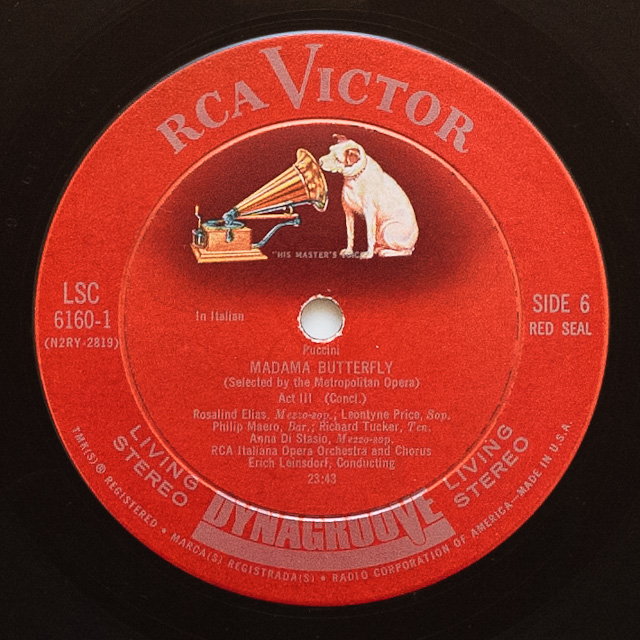 RCA VICTOR
"HIS MASTER'S VOICE"
LSC
6160-1
(N2RY-2819)
In Italian
SIDE 6
RED SEAL
Puccini
MADAMA BUTTERFLY
(Selected by the Metropolitan Opera)
Act III (Concl.)
Rosalind Elias, Mezzo-sop.; Leontyne Price, Sop.
Philip Maero, Bar.; Richard Tucker, Ten.
Anna Di Stasio, Mezzo-sop.
RCA Italiana Opera Orchestra and Chorus
Erich Leinsdorf, Conducting
23:43
LIVING
STEREO
DYNAGROOVE
LIVING
STEREO
TMK(S) ® REGISTERED • MARCA(S) REGISTRADA(S) • RADIO CORPORATION OF AMERICA—MADE IN U.S.A.